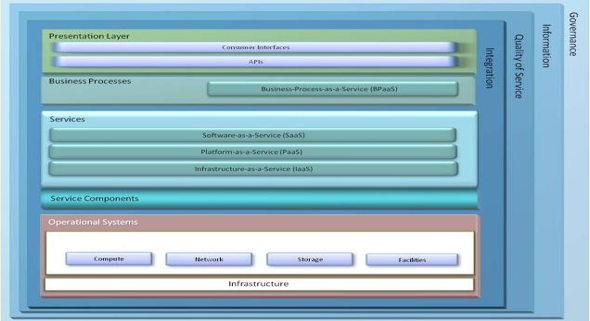 Presentation Layer
Consumer Interfaces
APIs
Business Processes
Business-Process-as-a-Service (BPaaS)
Services
Software-as-a-Service (SaaS)
Platform-as-a-Service (PaaS)
Infrastructure-as-a-Service (IaaS)
Service Components
Operational Systems
Compute
Network
Storage
Facilities
Infrastructure
Integration
Quality of Service
Information
Governance